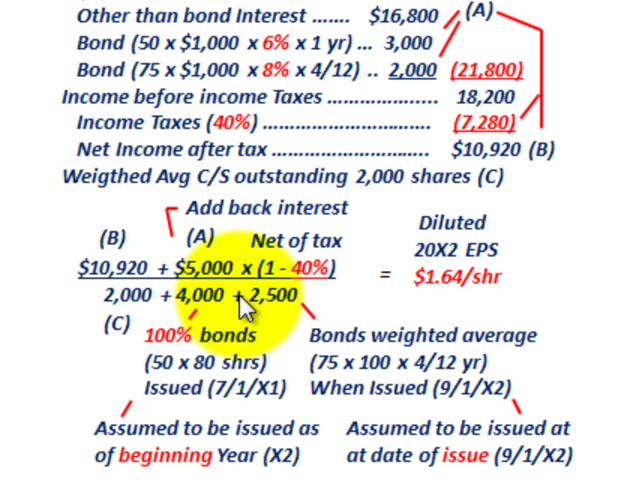 Other than bond Interest ....... $16,800 (A)
Bond (50 x $1,000 x 6% x 1 yr) ... 3,000
Bond (75 x $1,000 x 8% x 4/12) .. 2,000 (21,800)
Income before income Taxes ...................... 18,200
Income Taxes (40%) ................................. (7,280)
Net Income after tax .............................. $10,920 (B)
Weigthed Avg C/S outstanding 2,000 shares (C)
Add back interest
(B) (A) Net of tax
$10,920 + $5,000 x (1 - 40%)
2,000 + 4,000 + 2,500
=
Diluted
20X2 EPS
$1.64/shr
(C) 100% bonds
(50 x 80 shrs)
Issued (7/1/X1)
Bonds weighted average
(75 x 100 x 4/12 yr)
When Issued (9/1/X2)
Assumed to be issued as
of beginning Year (X2)
Assumed to be issued at
at date of issue (9/1/X2)